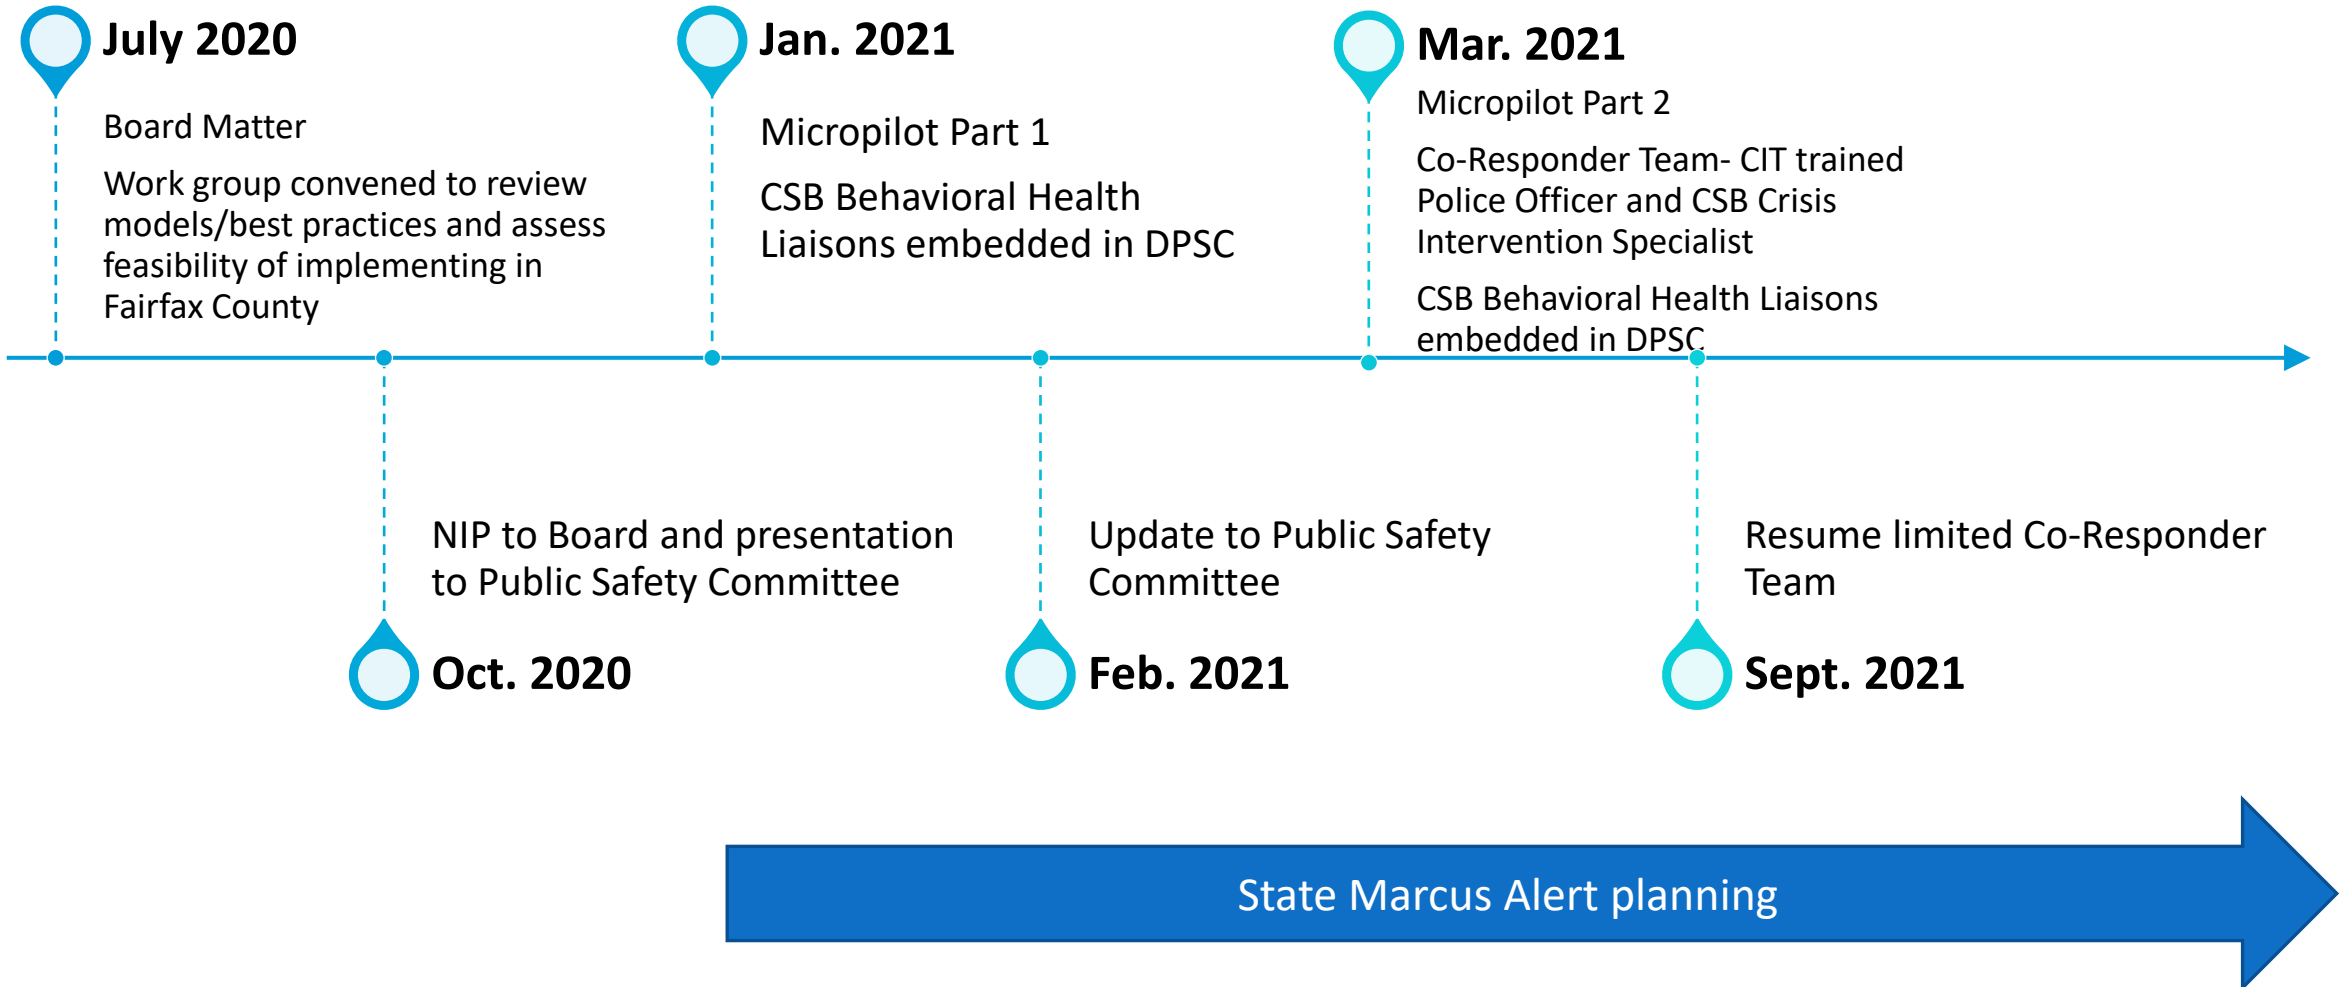 July 2020
Board Matter
Work group convened to review
models/best practices and assess
feasibility of implementing in
Fairfax County
Oct. 2020
NIP to Board and presentation
to Public Safety Committee
Jan. 2021
Micropilot Part 1
CSB Behavioral Health
Liaisons embedded in DPSC
Feb. 2021
Update to Public Safety
Committee
Mar. 2021
Micropilot Part 2
Co-Responder Team- CIT trained
Police Officer and CSB Crisis
Intervention Specialist
CSB Behavioral Health Liaisons
embedded in DPSC
Sept. 2021
Resume limited Co-Responder
Team
State Marcus Alert planning